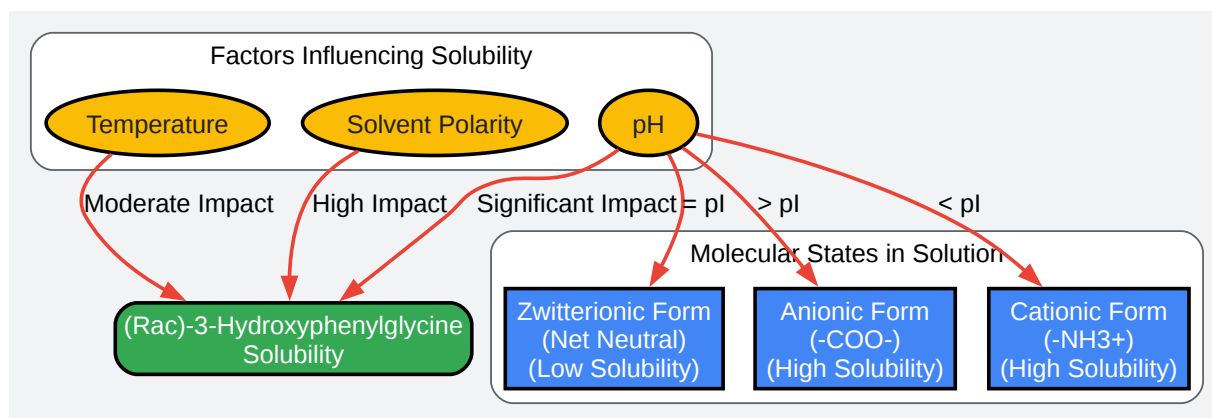 Factors Influencing Solubility
Temperature
Solvent Polarity
pH
Moderate Impact
High Impact
Significant Impact
= pI
> pI
< pI
Molecular States in Solution
(Rac)-3-Hydroxyphenylglycine
Solubility
Zwitterionic Form
(Net Neutral)
(Low Solubility)
Anionic Form
(-COO-)
(High Solubility)
Cationic Form
(-NH3+)
(High Solubility)